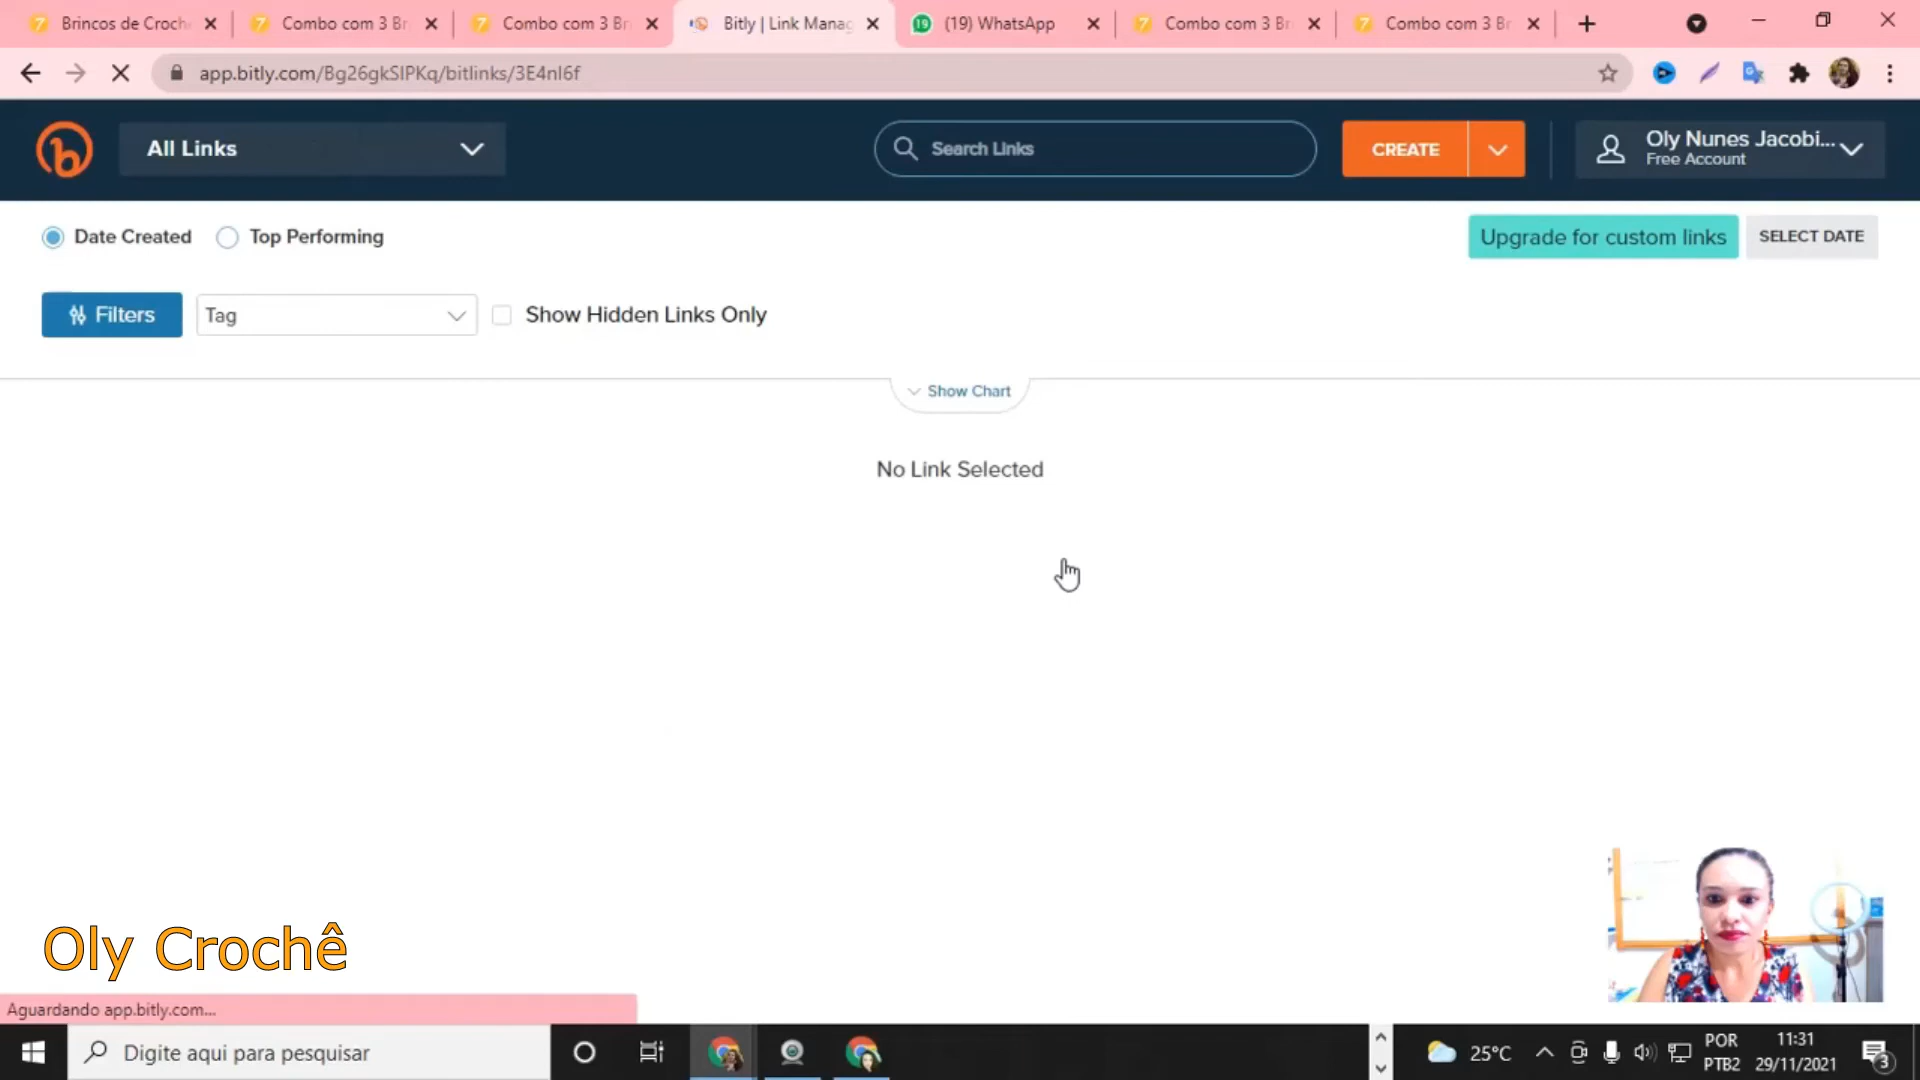 Brincos de Croch
Combo com 3 Br
Combo com 3 Br
Bitly | Link Manag
(19) WhatsApp
Combo com 3 Br
Combo com 3 Br
app.bitly.com/Bg26gkSlPKq/bitlinks/3E4nl6f
All Links
Search Links
CREATE
Oly Nunes Jacobi...
Free Account
Date Created
Top Performing
Upgrade for custom links
SELECT DATE
Filters
Tag
Show Hidden Links Only
Show Chart
No Link Selected
Oly Crochê
Aguardando app.bitly.com...
Digite aqui para pesquisar
25°C
POR
PTB2
11:31
29/11/2021
3